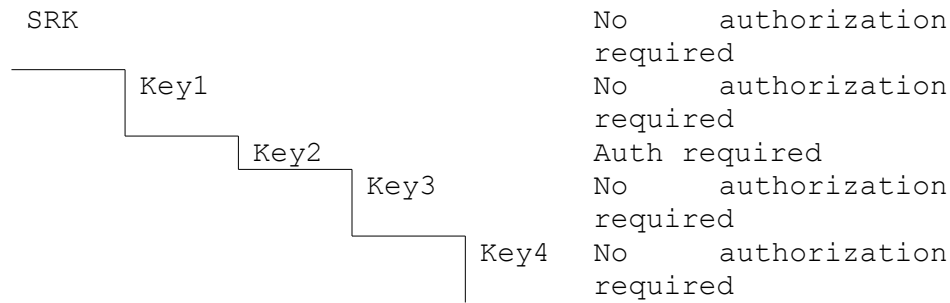 SRK No authorization
required
Key1 No authorization
required
Key2 Auth required
Key3 No authorization
required
Key4 No authorization
required